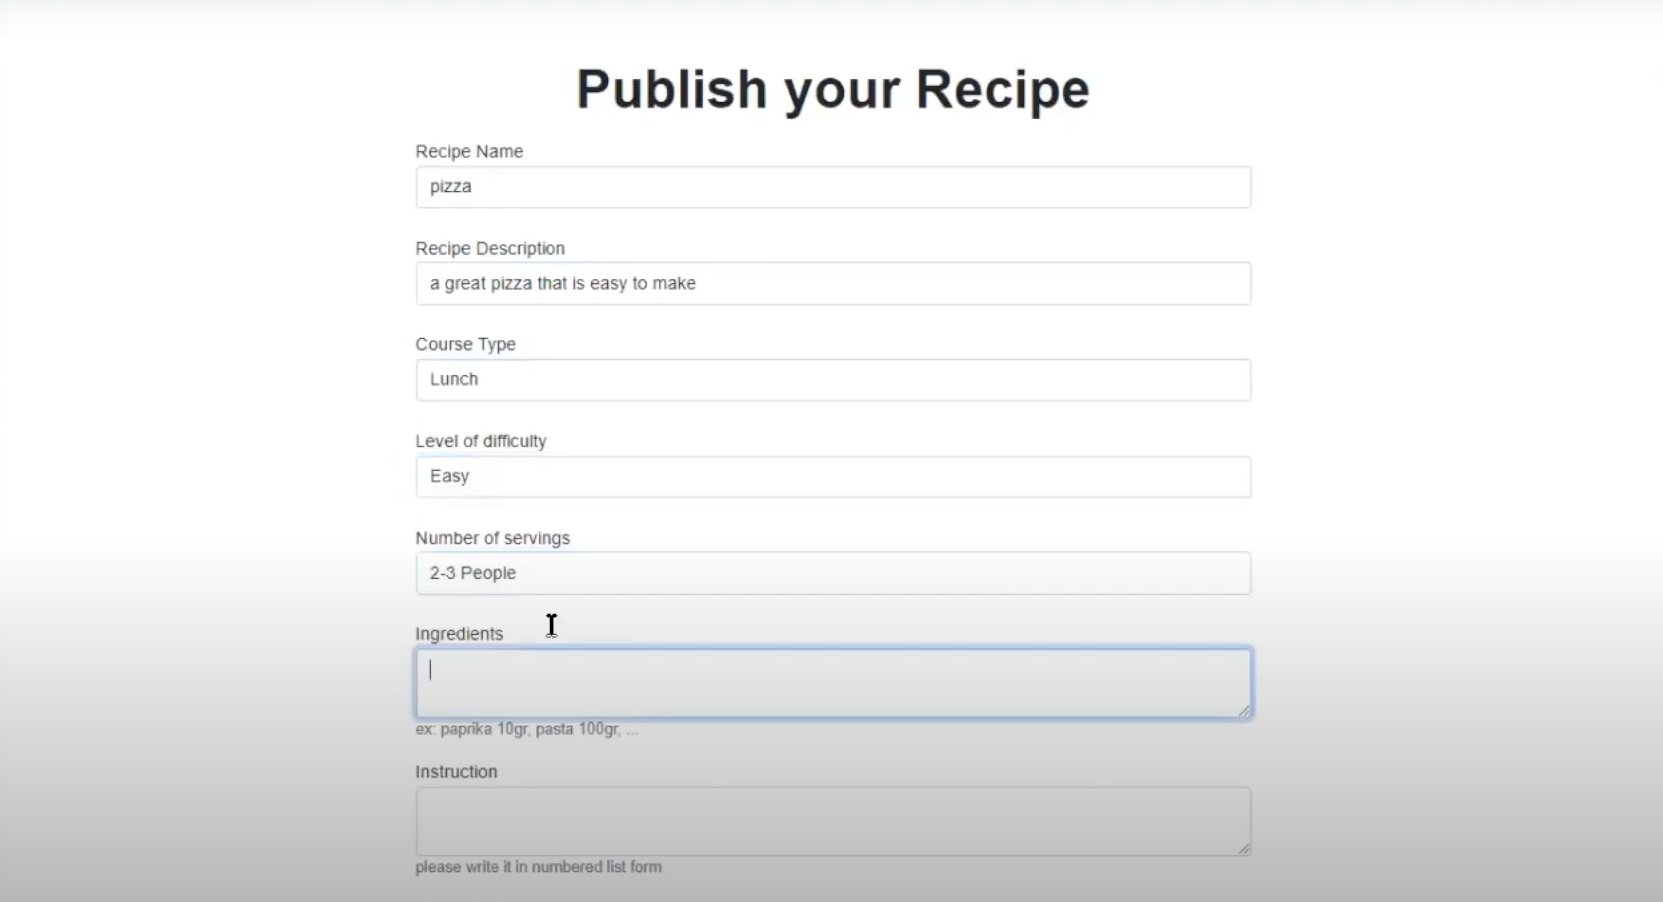 Publish your Recipe
Recipe Name
pizza
Recipe Description
a great pizza that is easy to make
Course Type
Lunch
Level of difficulty
Easy
Number of servings
2-3 People
Ingredients
ex: paprika 10gr, pasta 100gr, ...
Instruction
please write it in numbered list form